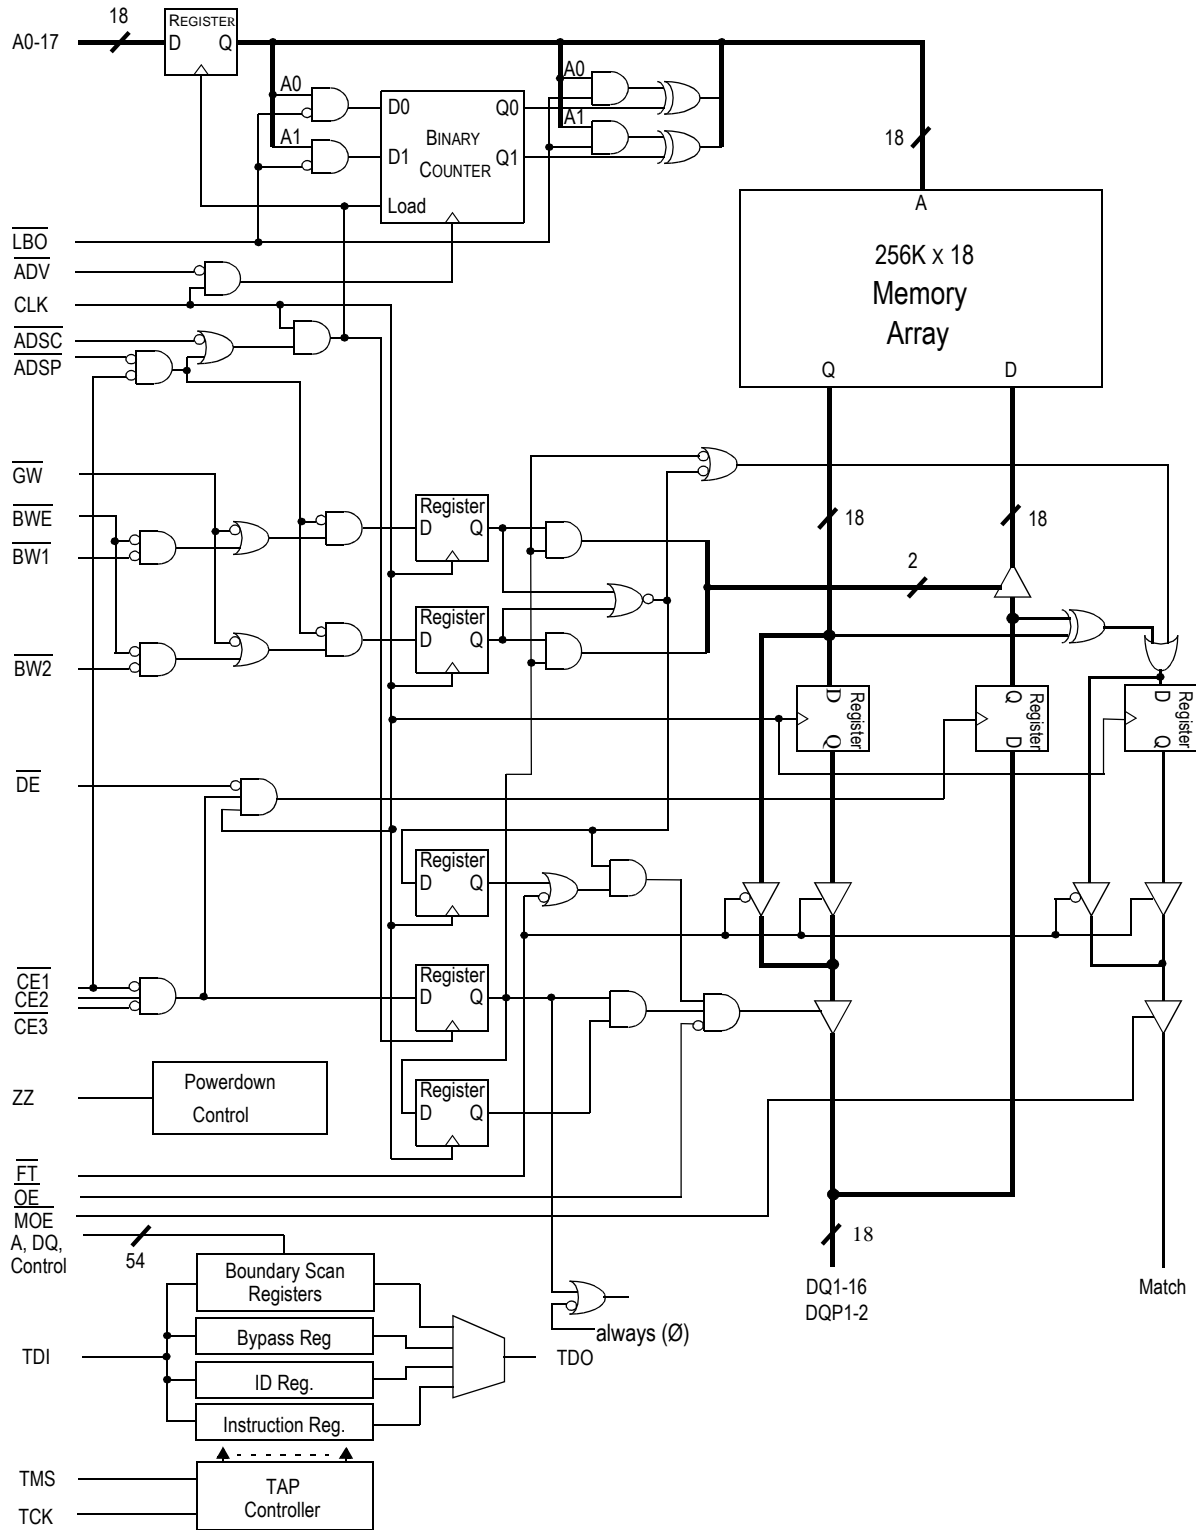 18
A0-17
REGISTER
D Q
A0
A0
D0
Q0
A1
A1
BINARY
COUNTER
D1
Q1
Load
18
A
256K X 18
Memory
Array
Q D
LBO
ADV
CLK
ADSC
ADSP
GW
BWE
BW1
BW2
Register
D Q
Register
D Q
18
18
2
D
Q
Register
Q
D
Register
D
Q
Register
DE
Register
D Q
CE1
CE2
CE3
Register
D Q
Register
D Q
ZZ
Powerdown
Control
FT
OE
MOE
A, DQ,
Control
54
18
DQ1-16
DQP1-2
Match
Boundary Scan
Registers
Bypass Reg
ID Reg.
Instruction Reg.
TDI
TDO
always (Ø)
TMS
TCK
TAP
Controller